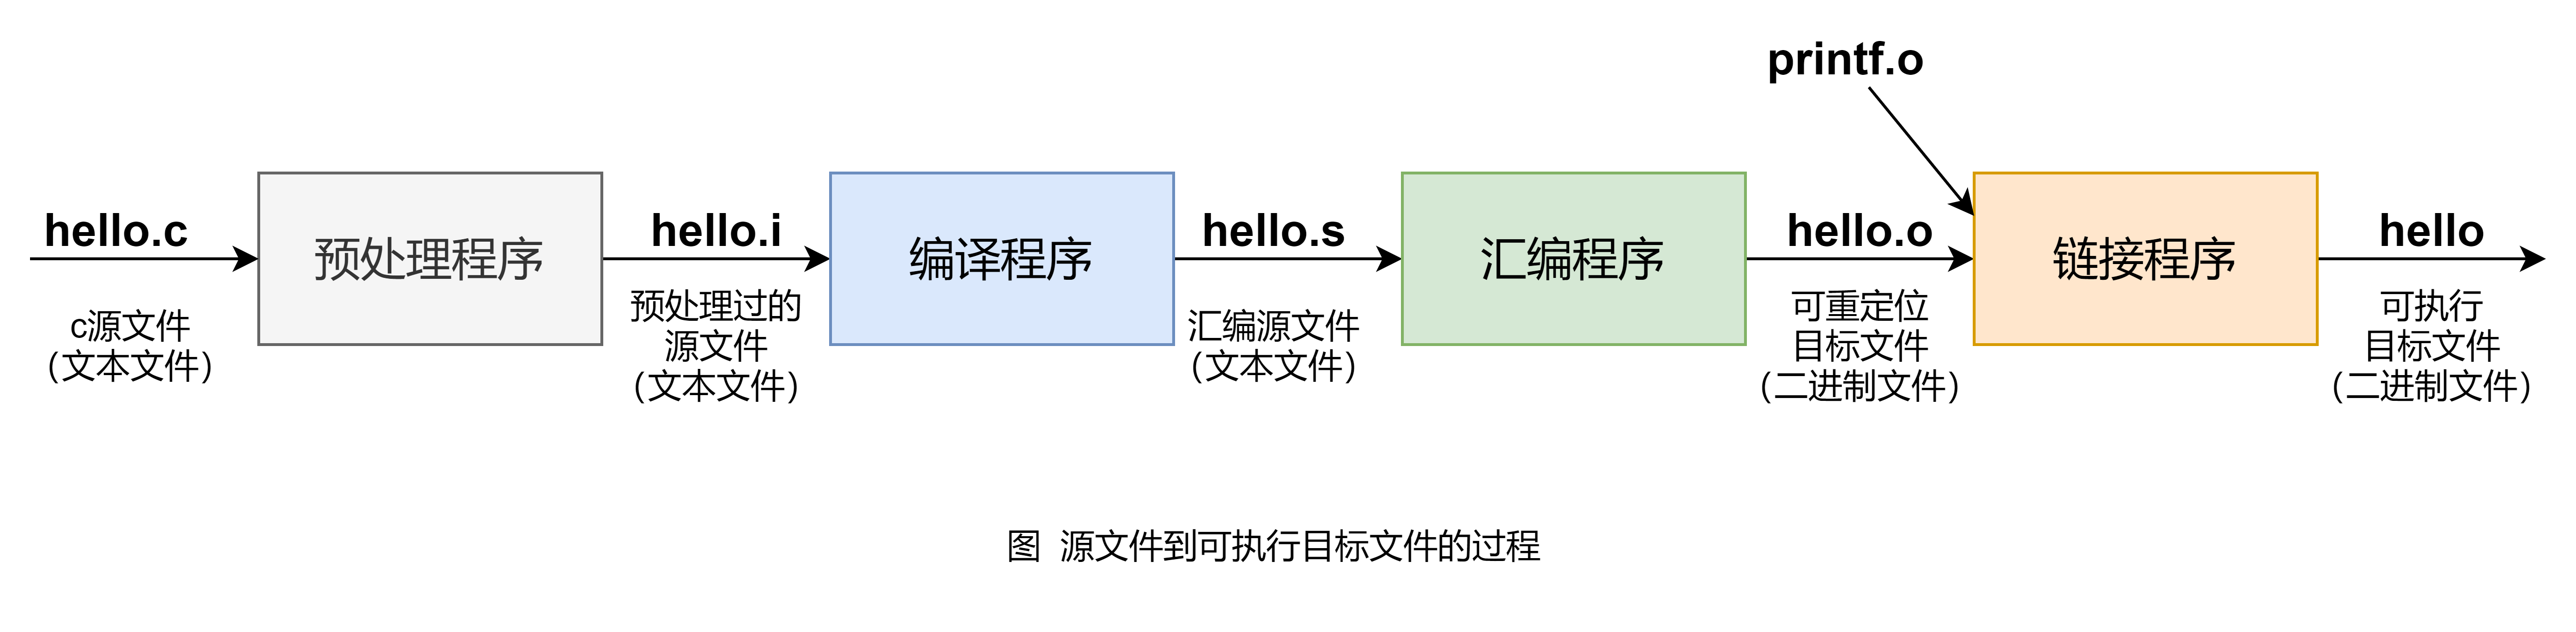 printf.o
hello.c
hello.i
hello.s
hello.o
hello
预处理程序
编译程序
汇编程序
链接程序
c源文件
(文本文件)
预处理过的
源文件
(文本文件)
汇编源文件
(文本文件)
可重定位
目标文件
(二进制文件)
可执行
目标文件
(二进制文件)
图 源文件到可执行目标文件的过程